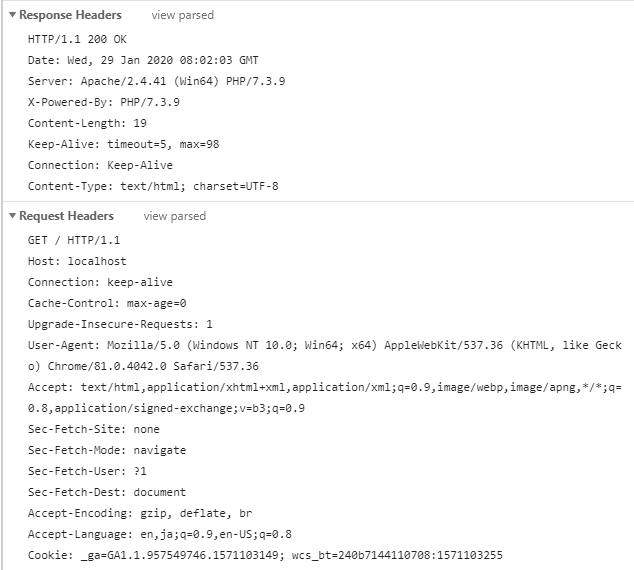 Response Headers view parsed
HTTP/1.1 200 OK
Date: Wed, 29 Jan 2020 08:02:03 GMT
Server: Apache/2.4.41 (Win64) PHP/7.3.9
X-Powered-By: PHP/7.3.9
Content-Length: 19
Keep-Alive: timeout=5, max=98
Connection: Keep-Alive
Content-Type: text/html; charset=UTF-8
Request Headers view parsed
GET / HTTP/1.1
Host: localhost
Connection: keep-alive
Cache-Control: max-age=0
Upgrade-Insecure-Requests: 1
User-Agent: Mozilla/5.0 (Windows NT 10.0; Win64; x64) AppleWebKit/537.36 (KHTML, like Geck
o) Chrome/81.0.4042.0 Safari/537.36
Accept: text/html,application/xhtml+xml,application/xml;q=0.9,image/webp,image/apng,*/*;q=
0.8,application/signed-exchange;v=b3;q=0.9
Sec-Fetch-Site: none
Sec-Fetch-Mode: navigate
Sec-Fetch-User: ?1
Sec-Fetch-Dest: document
Accept-Encoding: gzip, deflate, br
Accept-Language: en,ja;q=0.9,en-US;q=0.8
Cookie: _ga=GA1.1.957549746.1571103149; wcs_bt=240b7144110708:1571103255